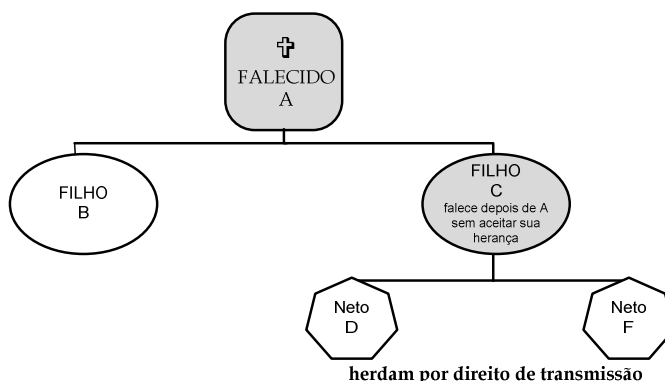 FALECIDO
A
FILHO
B
FILHO
C
falece depois de A
sem aceitar sua
herança
Neto
D
Neto
F
herdam por direito de transmissão